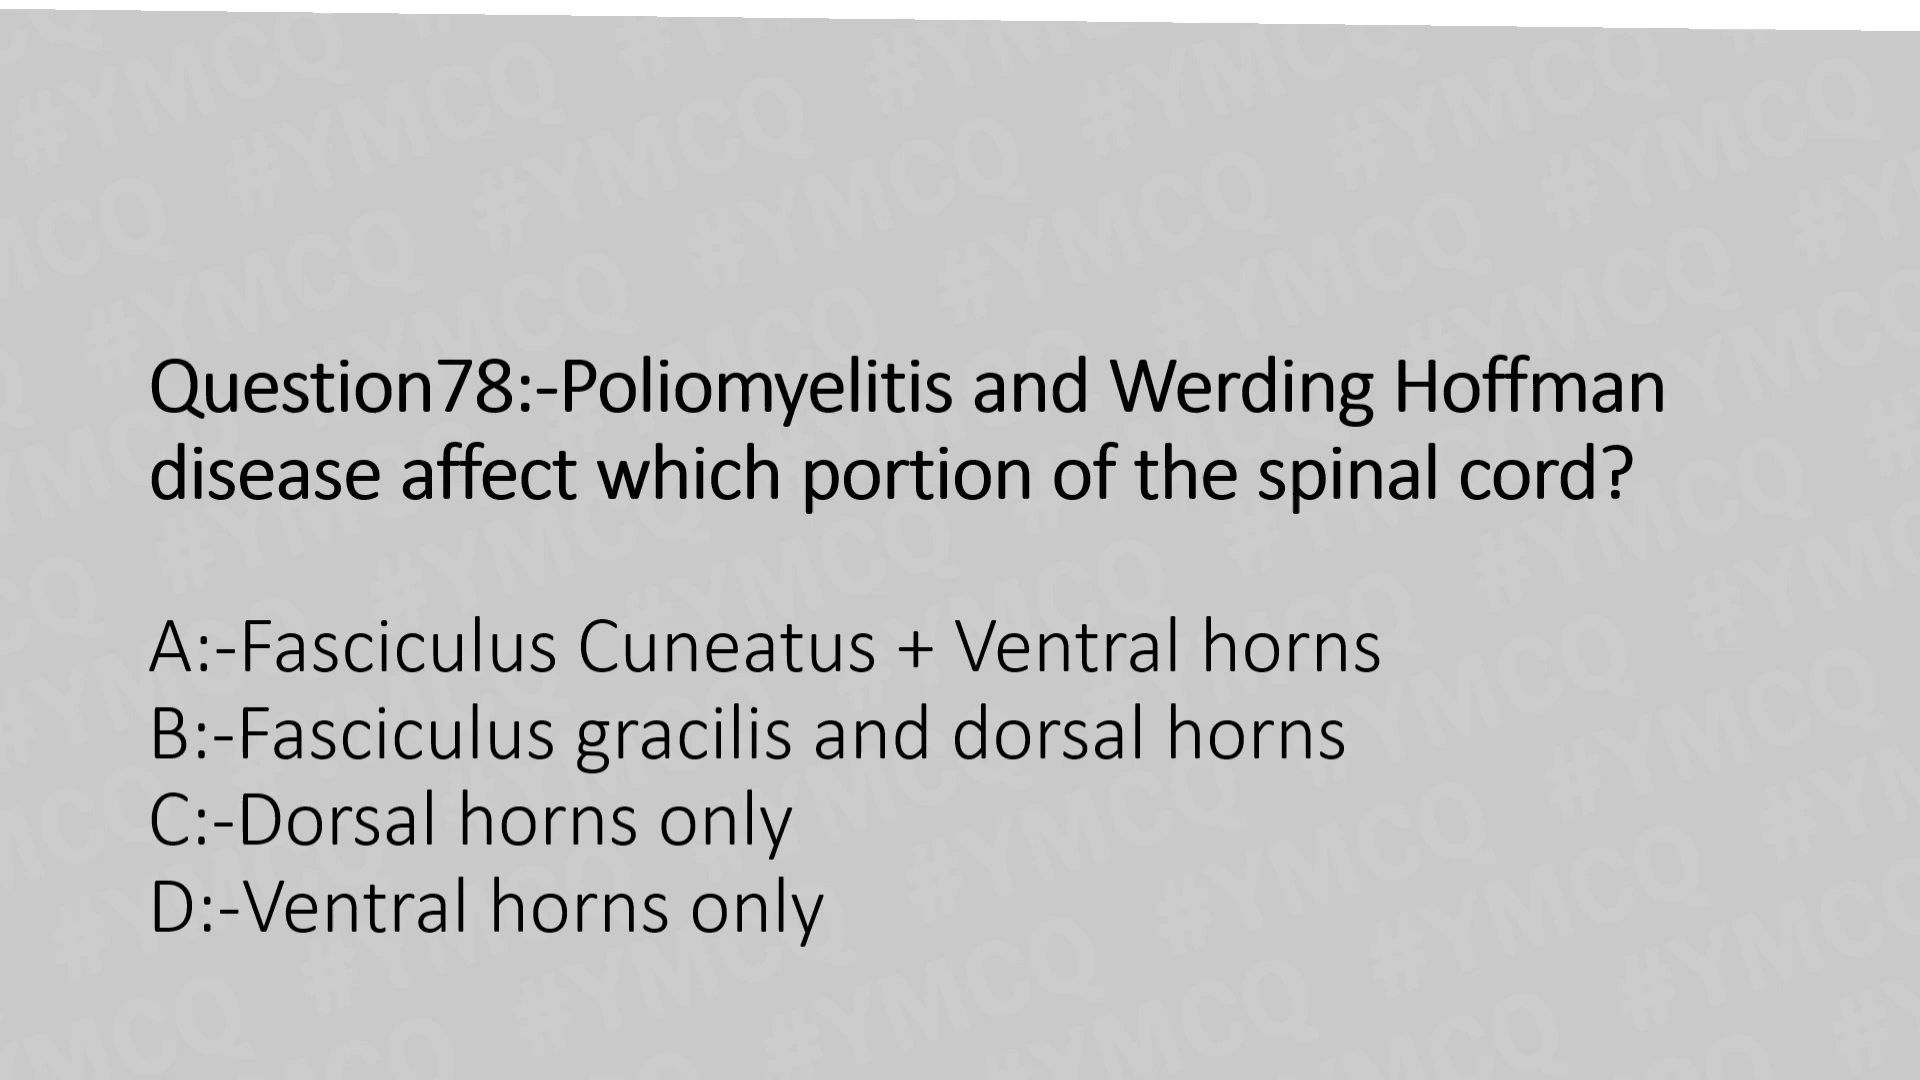 Question78:-Poliomyelitis and Werding Hoffman
disease affect which portion of the spinal cord?
A:-Fasciculus Cuneatus + Ventral horns
B:-Fasciculus gracilis and dorsal horns
C:-Dorsal horns only
D:-Ventral horns only
#YMCQ